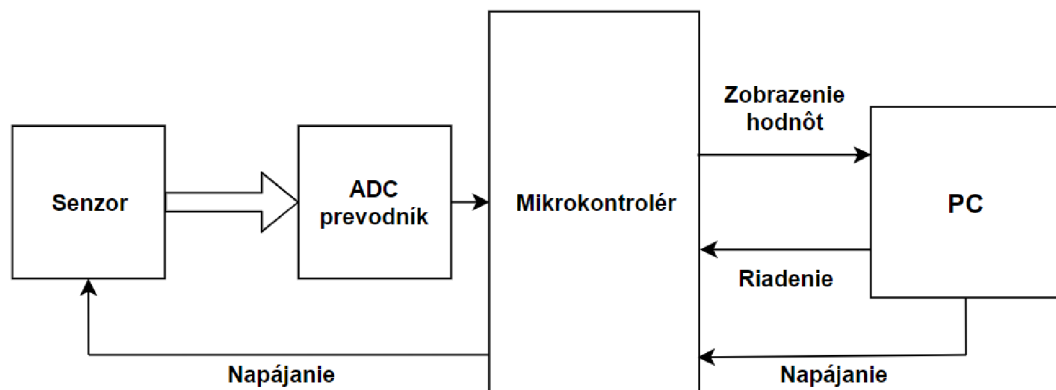 Senzor
ADC
prevodník
Mikrokontrolér
Zobrazenie
hodnôt
PC
Riadenie
Napájanie
Napájanie